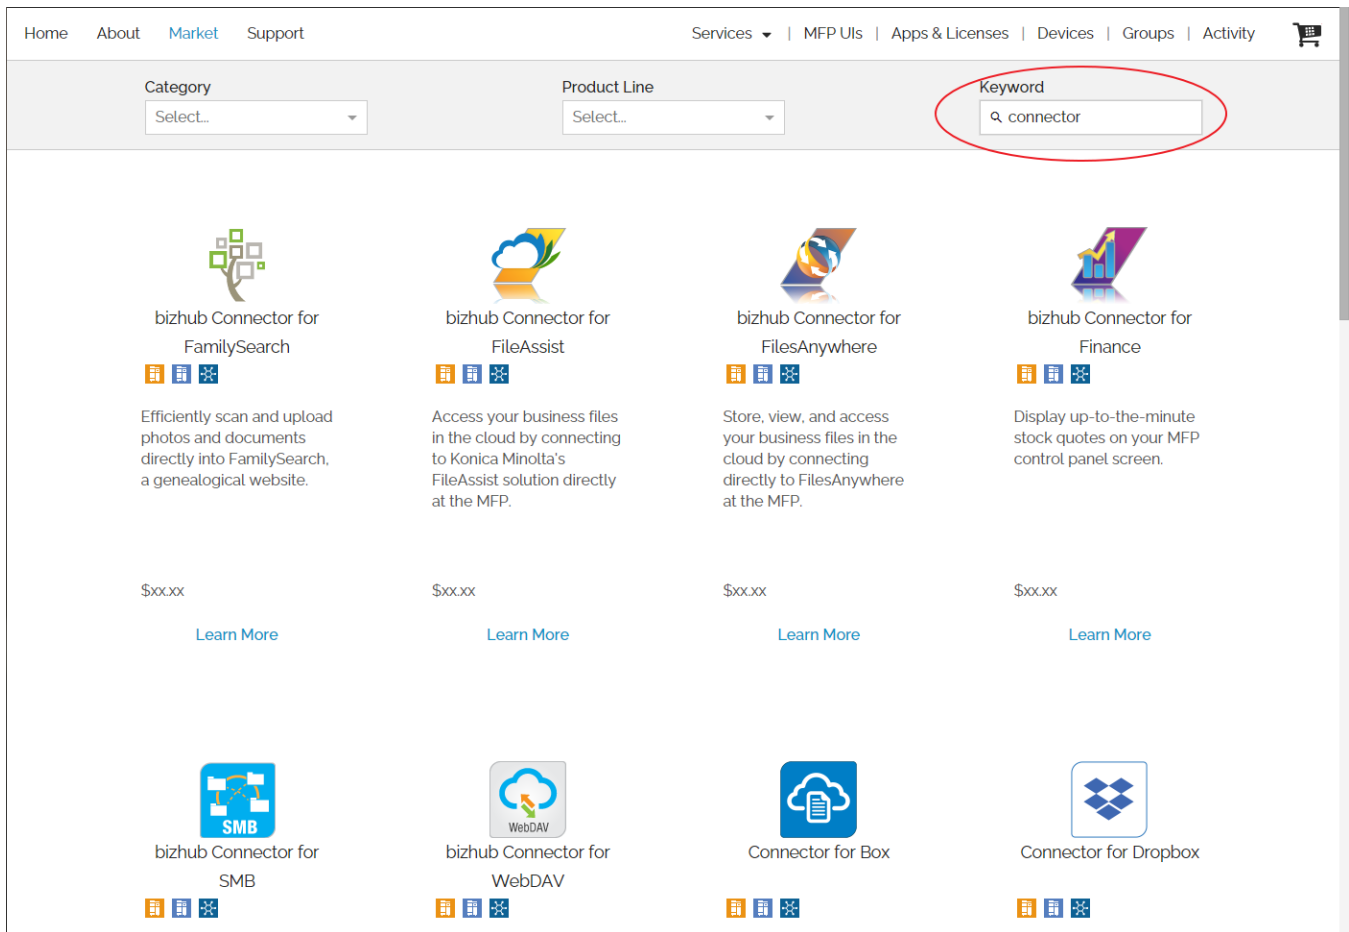 Home About Market Support Services | MFP UIs | Apps & Licenses | Devices | Groups | Activity
Category Product Line Keyword
Select... Select... connector
bizhub Connector for
FamilySearch
Efficiently scan and upload
photos and documents
directly into FamilySearch,
a genealogical website.
$xx.xx
Learn More
bizhub Connector for
FileAssist
Access your business files
in the cloud by connecting
to Konica Minolta's
FileAssist solution directly
at the MFP.
$xx.xx
Learn More
bizhub Connector for
FilesAnywhere
Store, view, and access
your business files in the
cloud by connecting
directly to FilesAnywhere
at the MFP.
$xx.xx
Learn More
bizhub Connector for
Finance
Display up-to-the-minute
stock quotes on your MFP
control panel screen.
$xx.xx
Learn More
SMB
bizhub Connector for
SMB
WebDAV
bizhub Connector for
WebDAV
Connector for Box
Connector for Dropbox